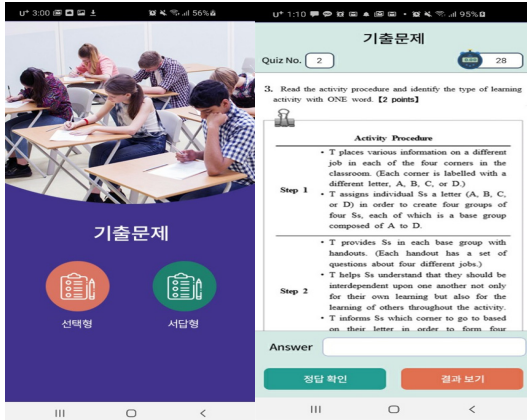 U+ 3:00
56%
기출문제
선택형
서답형
U+ 1:10
95%
기출문제
Quiz No. 2
28
3. Read the activity procedure and identify the type of learning
activity with ONE word. 【2 points】
Activity Procedure
Step 1
• T places various information on a different
job in each of the four corners in the
classroom. (Each corner is labelled with a
different letter, A, B, C, or D.)
• T assigns individual Ss a letter (A, B, C,
or D) in order to create four groups of
four Ss, each of which is a base group
composed of A to D.
Step 2
• T provides Ss in each base group with
handouts. (Each handout has a set of
questions about four different jobs.)
• T helps Ss understand that they should be
interdependent upon one another not only
for their own learning but also for the
learning of others throughout the activity.
• T informs Ss which corner to go to based
on their letter in order to form four
Answer
정답 확인
결과 보기